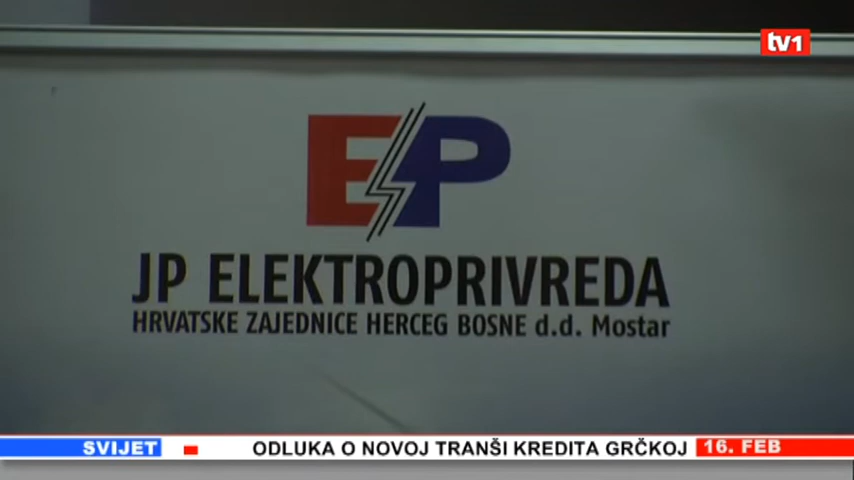 tv1
EP
JP ELEKTROPRIVREDA
HRVATSKE ZAJEDNICE HERCEG BOSNE d.d. Mostar
SVIJET ODLUKA O NOVOJ TRANŠI KREDITA GRČKOJ 16. FEB